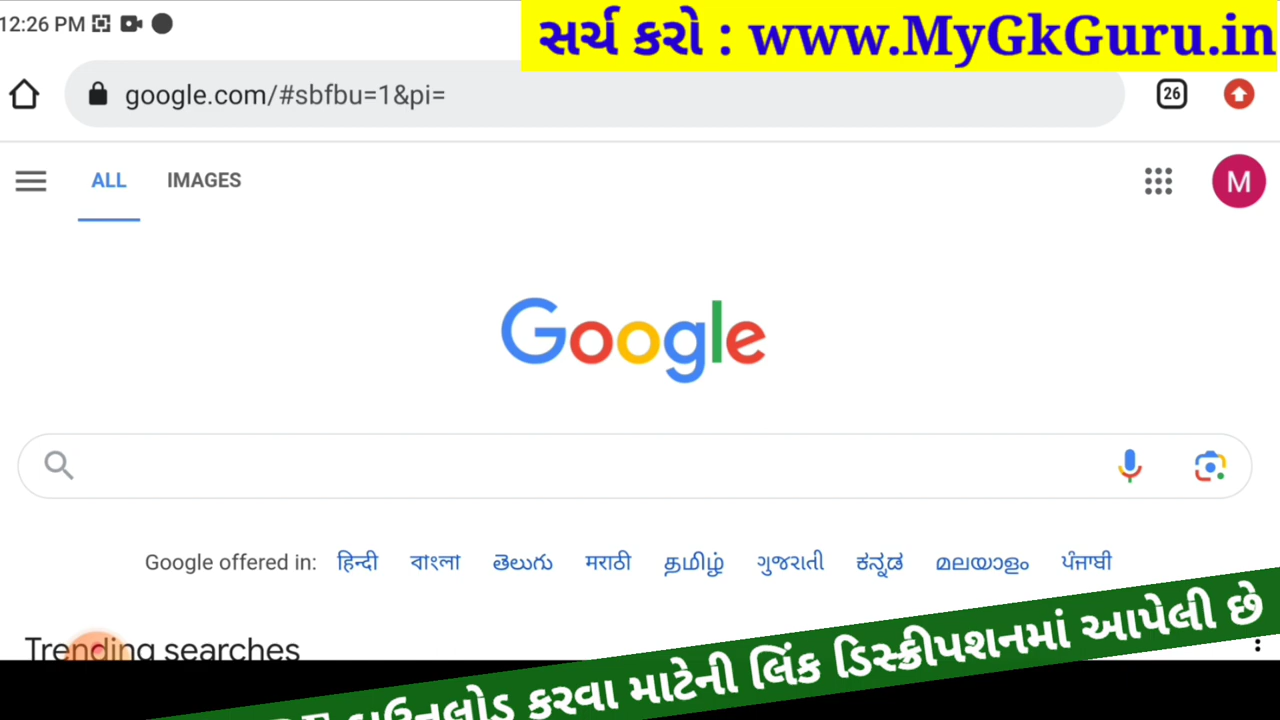 12:26 PM
સર્ચ કરો : www.MyGkGuru.in
google.com/#sbfbu=1&pi=
26
ALL IMAGES
M
Google
Google offered in: हिन्दी বাংলা తెలుగు मराठी தமிழ் ગુજરાતી ಕನ್ನಡ മലയാളം ਪੰਜਾਬੀ
Trending searches
ડાઉનલોડ કરવા માટેની લિંક ડિસ્ક્રીપશનમાં આપેલી છે